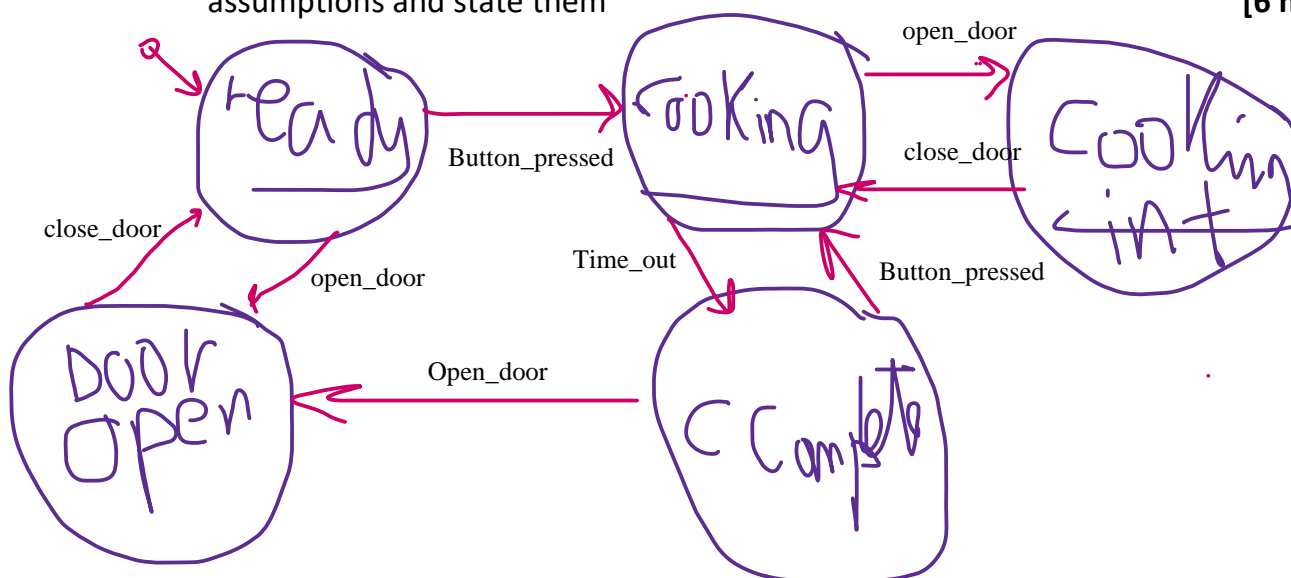 assumptions and state them
[6 m
open_door
ready
Cooking
Cooking
int
Button_pressed
close_door
close_door
open_door
Time_out
Button_pressed
Door
open
Open_door
C Complete